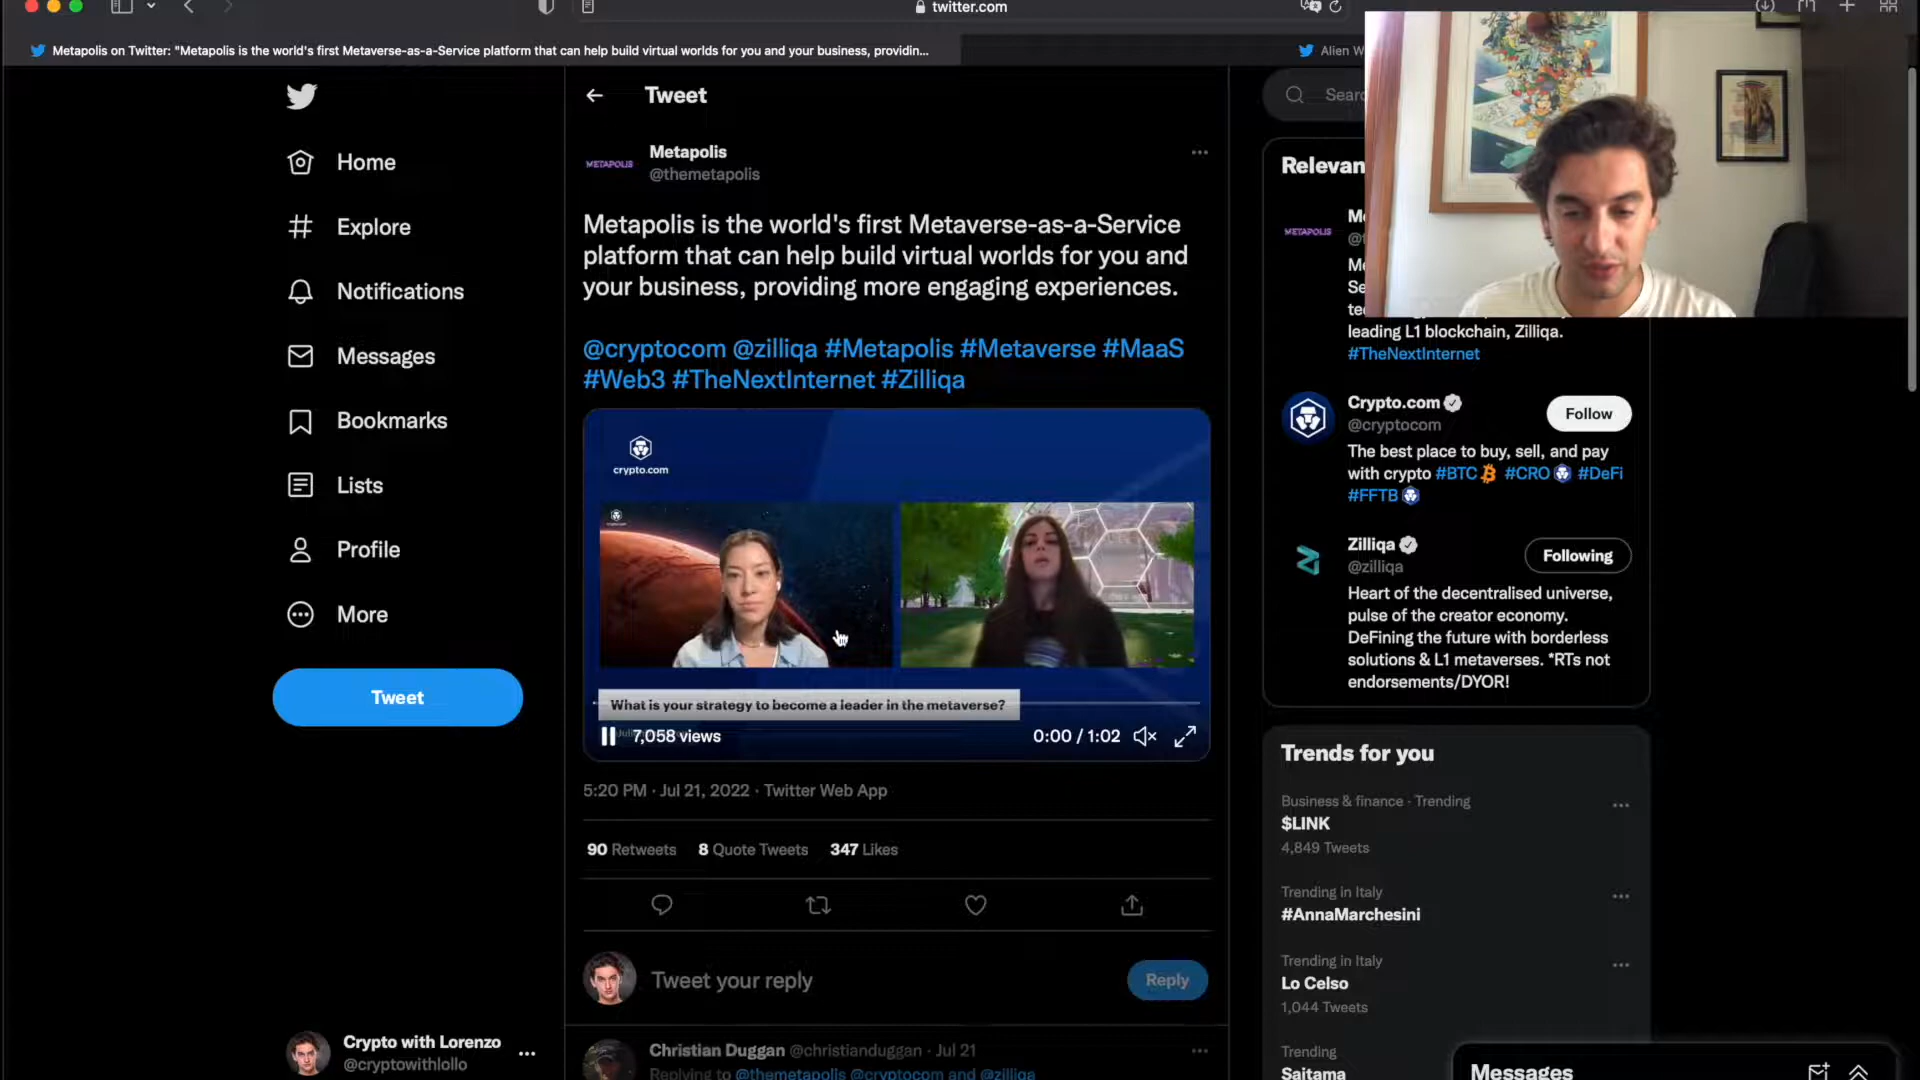 twitter.com
Metapolis on Twitter: "Metapolis is the world's first Metaverse-as-a-Service platform that can help build virtual worlds for you and your business, providin...
Alien W
Home
Explore
Notifications
Messages
Bookmarks
Lists
Profile
More
Tweet
Crypto with Lorenzo
@cryptowithlollo
Tweet
METAPOLIS
Metapolis
@themetapolis
Metapolis is the world's first Metaverse-as-a-Service
platform that can help build virtual worlds for you and
your business, providing more engaging experiences.
@cryptocom @zilliqa #Metapolis #Metaverse #MaaS
#Web3 #TheNextInternet #Zilliqa
crypto.com
What is your strategy to become a leader in the metaverse?
7,058 views
0:00 / 1:02
5:20 PM · Jul 21, 2022 · Twitter Web App
90 Retweets 8 Quote Tweets 347 Likes
Tweet your reply
Reply
Christian Duggan @christianduggan · Jul 21
Replying to @themetapolis @cryptocom and @zilliqa
Sear
Relevan
METAPOLIS
leading L1 blockchain, Zilliqa.
#TheNextInternet
Crypto.com
@cryptocom
Follow
The best place to buy, sell, and pay
with crypto #BTC #CRO #DeFi
#FFTB
Zilliqa
@zilliqa
Following
Heart of the decentralised universe,
pulse of the creator economy.
DeFining the future with borderless
solutions & L1 metaverses. *RTs not
endorsements/DYOR!
Trends for you
Business & finance · Trending
$LINK
4,849 Tweets
Trending in Italy
#AnnaMarchesini
Trending in Italy
Lo Celso
1,044 Tweets
Trending
Saitama
Messages